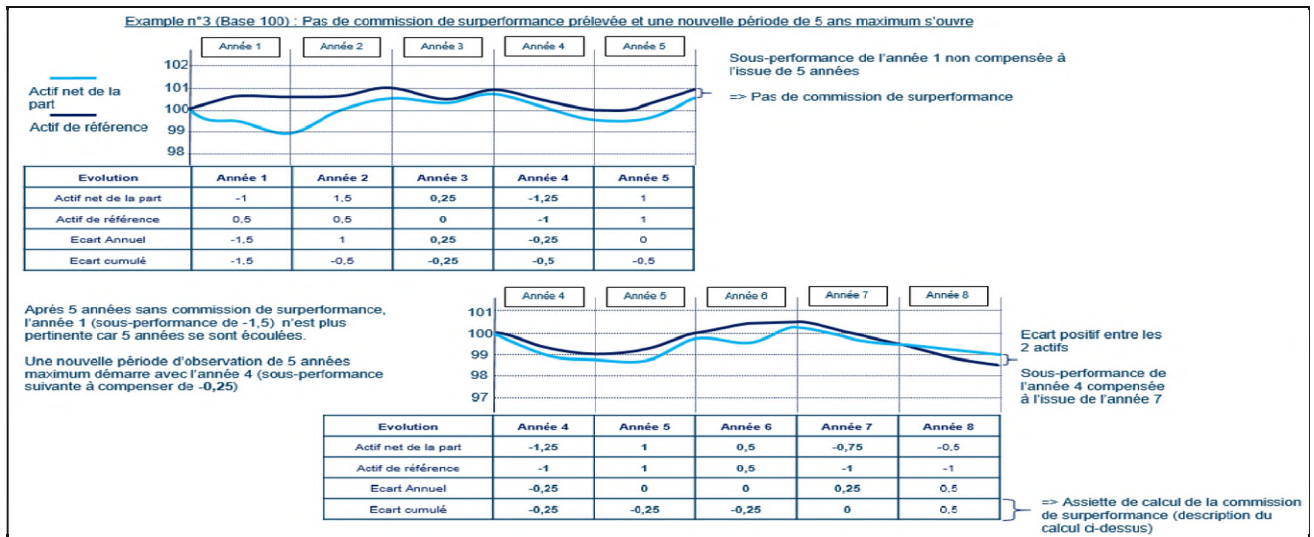 Example n°3 (Base 100) : Pas de commission de surperformance prélevée et une nouvelle période de 5 ans maximum s'ouvre
Année 1 Année 2 Année 3 Année 4 Année 5
102
101
100
99
98
Actif net de la
part
Actif de référence
Sous-performance de l'année 1 non compensée à
l'issue de 5 années
=> Pas de commission de surperformance
Evolution Année 1 Année 2 Année 3 Année 4 Année 5
Actif net de la part -1 1,5 0,25 -1,25 1
Actif de référence 0,5 0,5 0 -1 1
Ecart Annuel -1,5 1 0,25 -0,25 0
Ecart cumulé -1,5 -0,5 -0,25 -0,5 -0,5
Après 5 années sans commission de surperformance,
l'année 1 (sous-performance de -1,5) n'est plus
pertinente car 5 années se sont écoulées.
Une nouvelle période d'observation de 5 années
maximum démarre avec l'année 4 (sous-performance
suivante à compenser de -0,25)
Année 4 Année 5 Année 6 Année 7 Année 8
101
100
99
98
97
Ecart positif entre les
2 actifs
Sous-performance de
l'année 4 compensée
à l'issue de l'année 7
Evolution Année 4 Année 5 Année 6 Année 7 Année 8
Actif net de la part -1,25 1 0,5 -0,75 -0,5
Actif de référence -1 1 0,5 -1 -1
Ecart Annuel -0,25 0 0 0,25 0,5
Ecart cumulé -0,25 -0,25 -0,25 0 0,5
=> Assiette de calcul de la commission
de surperformance (description du
calcul ci-dessus)